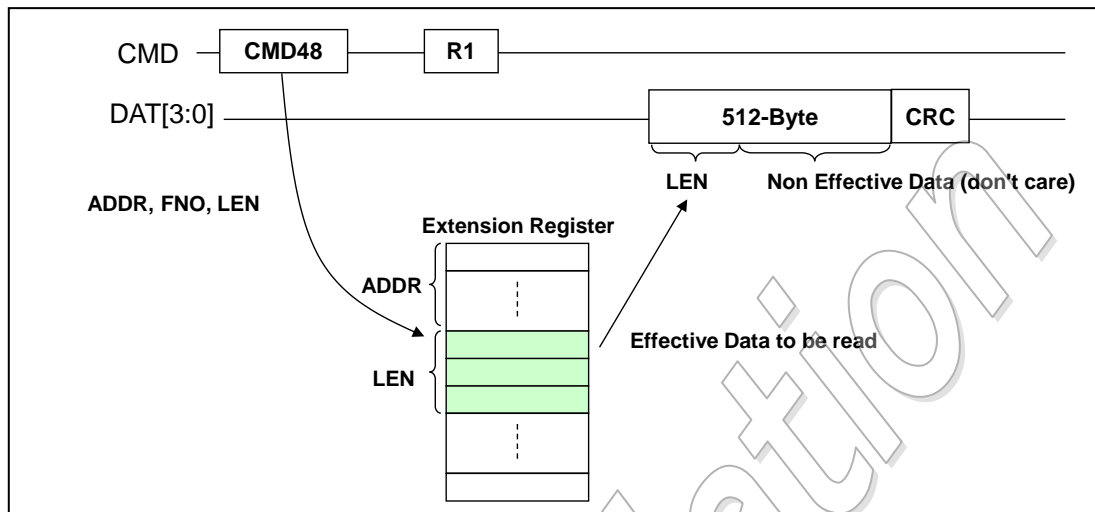 CMD CMD48 R1
DAT[3:0] 512-Byte CRC
LEN Non Effective Data (don't care)
ADDR, FNO, LEN
Extension Register
ADDR
Effective Data to be read
LEN